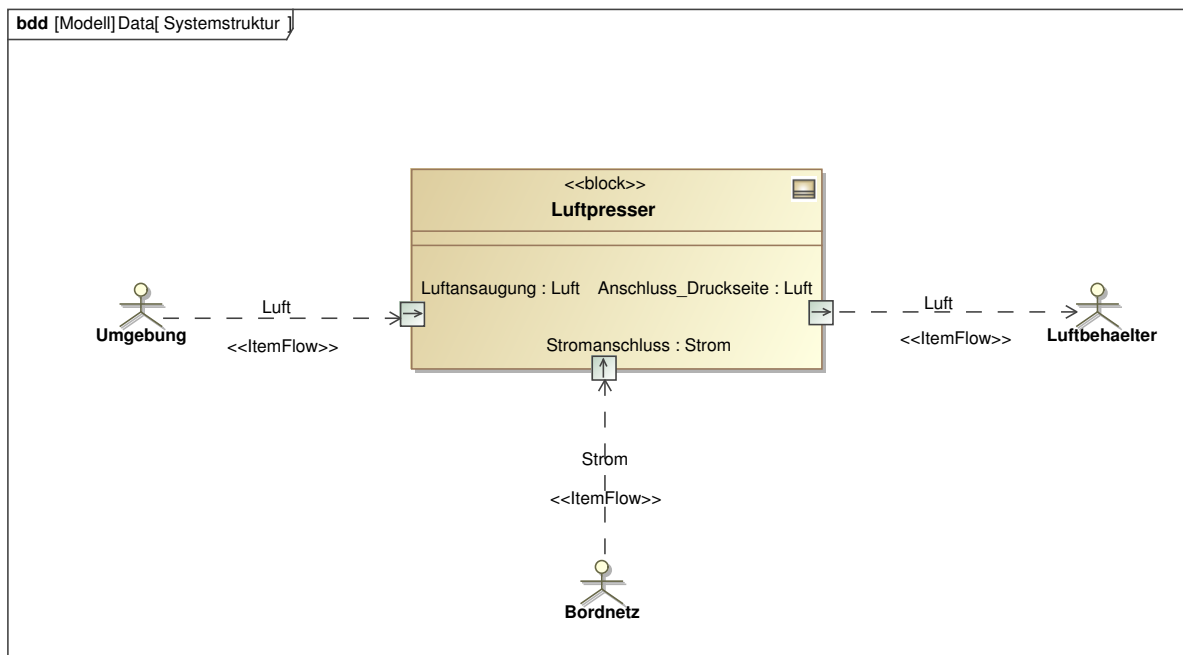 bdd [Modell] Data[ Systemstruktur ]
<<block>>
Luftpresser
Luftansaugung : Luft
Anschluss_Druckseite : Luft
Luft
Umgebung
<<ItemFlow>>
Luft
<<ItemFlow>>
Luftbehaelter
Stromanschluss : Strom
Strom
<<ItemFlow>>
Bordnetz